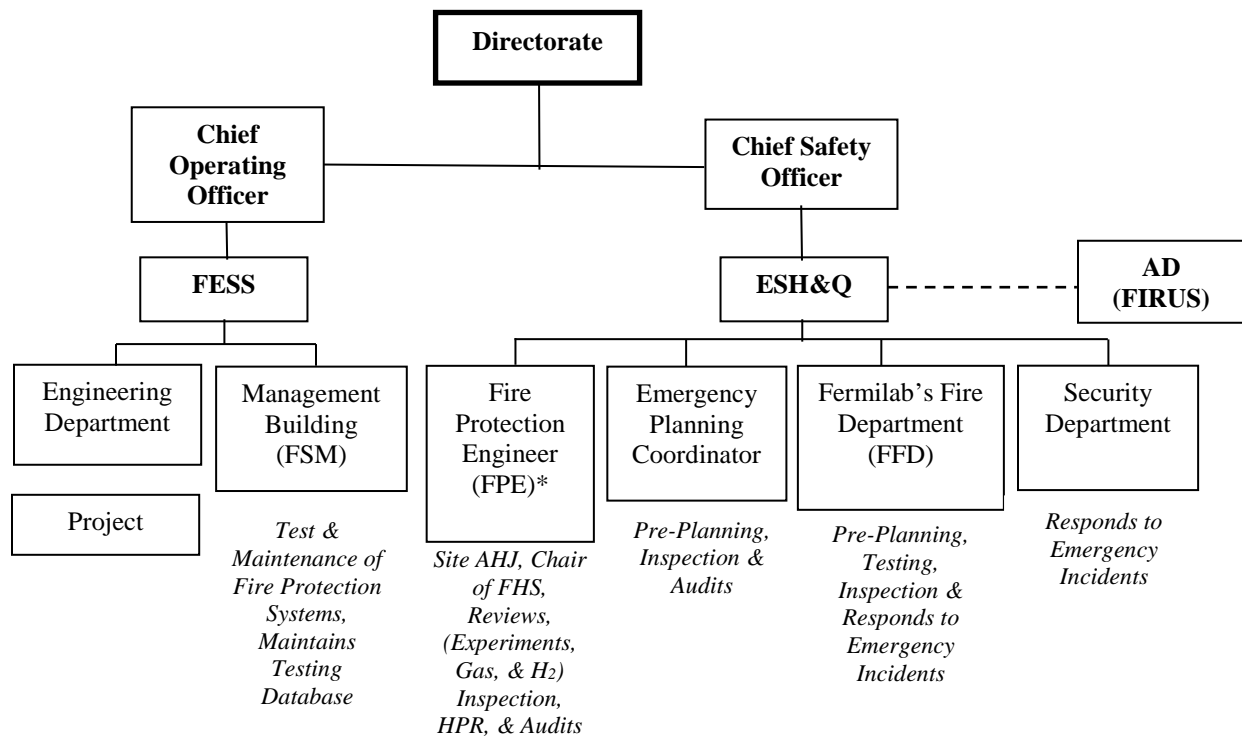 Directorate
Chief
Operating
Officer
Chief Safety
Officer
FESS
ESH&Q
AD
(FIRUS)
Engineering
Department
Management
Building
(FSM)
Fire
Protection
Engineer
(FPE)*
Emergency
Planning
Coordinator
Fermilab’s Fire
Department
(FFD)
Security
Department
Project
Test &
Maintenance of
Fire Protection
Systems,
Maintains
Testing
Database
Site AHJ, Chair
of FHS,
Reviews,
(Experiments,
Gas, & H₂)
Inspection,
HPR, & Audits
Pre-Planning,
Inspection &
Audits
Pre-Planning,
Testing,
Inspection &
Responds to
Emergency
Incidents
Responds to
Emergency
Incidents